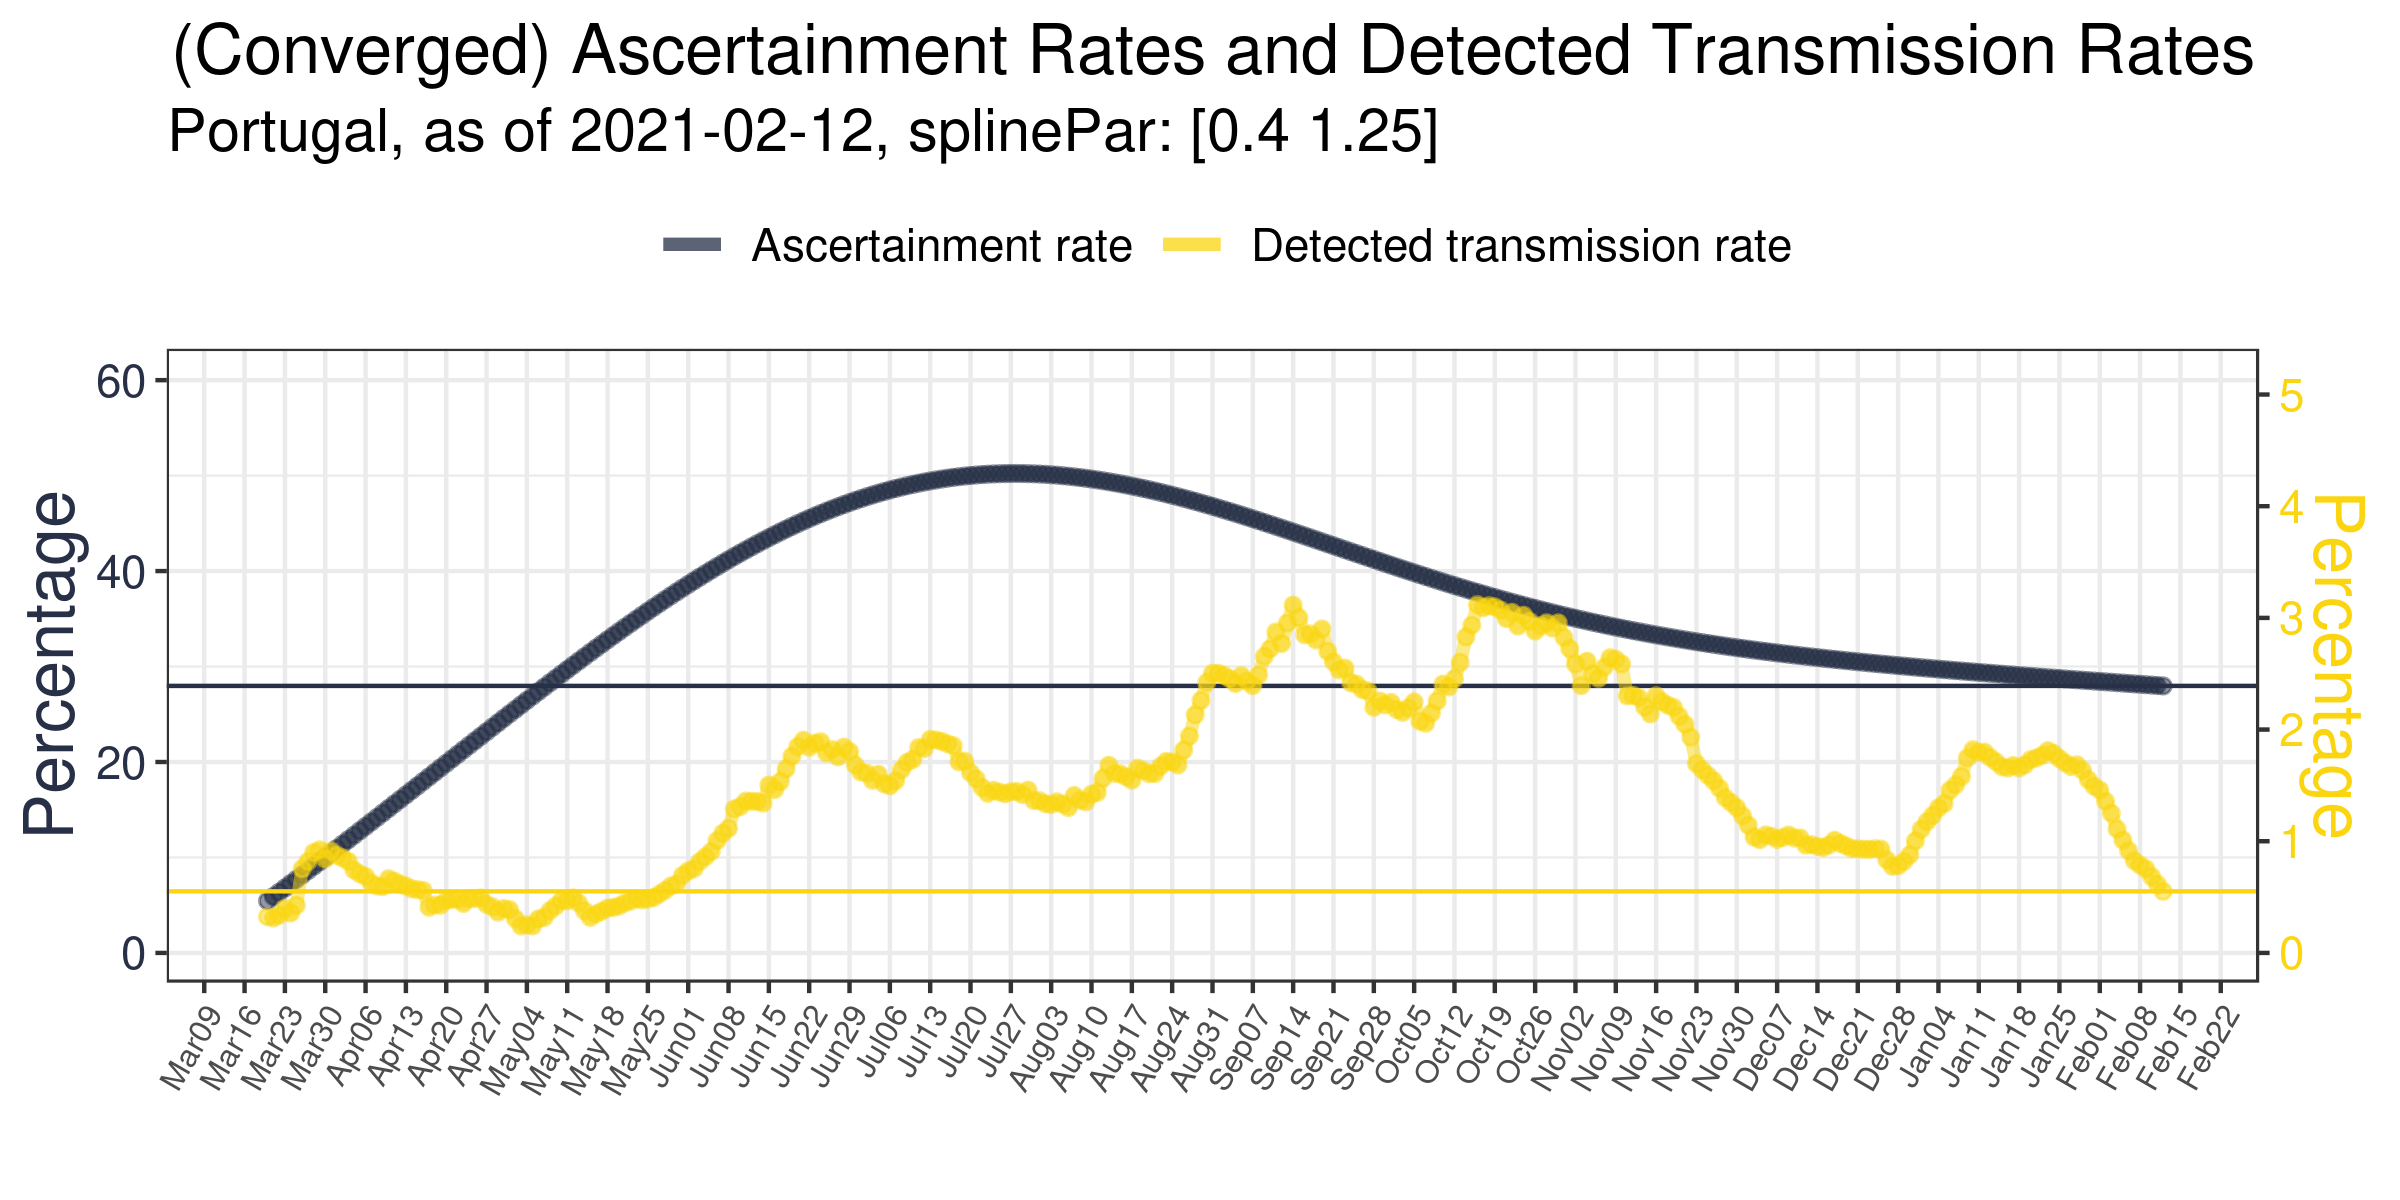 (Converged) Ascertainment Rates and Detected Transmission Rates
Portugal, as of 2021-02-12, splinePar: [0.4 1.25]
Ascertainment rate Detected transmission rate
Percentage
60
40
20
0
5
4
3
2
1
0
Percentage
Mar09 Mar16 Mar23 Mar30 Apr06 Apr13 Apr20 Apr27 May04 May11 May18 May25 Jun01 Jun08 Jun15 Jun22 Jun29 Jul06 Jul13 Jul20 Jul27 Aug03 Aug10 Aug17 Aug24 Aug31 Sep07 Sep14 Sep21 Sep28 Oct05 Oct12 Oct19 Oct26 Nov02 Nov09 Nov16 Nov23 Nov30 Dec07 Dec14 Dec21 Dec28 Jan04 Jan11 Jan18 Jan25 Feb01 Feb08 Feb15 Feb22